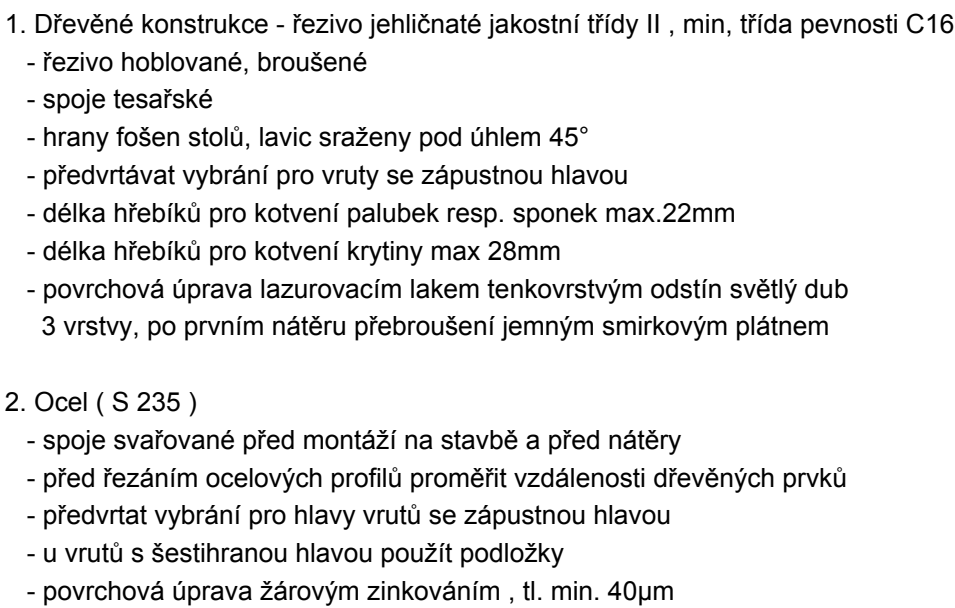 1. Dřevěné konstrukce - řezivo jehličnaté jakostní třídy II , min, třída pevnosti C16
- řezivo hoblované, broušené
- spoje tesařské
- hrany fošen stolů, lavic sraženy pod úhlem 45°
- předvrtávat vybrání pro vruty se zápustnou hlavou
- délka hřebíků pro kotvení palubek resp. sponek max.22mm
- délka hřebíků pro kotvení krytiny max 28mm
- povrchová úprava lazurovacím lakem tenkovrstvým odstín světlý dub
3 vrstvy, po prvním nátěru přebroušení jemným smirkovým plátnem
2. Ocel ( S 235 )
- spoje svařované před montáží na stavbě a před nátěry
- před řezáním ocelových profilů proměřit vzdálenosti dřevěných prvků
- předvrtat vybrání pro hlavy vrutů se zápustnou hlavou
- u vrutů s šestihranou hlavou použít podložky
- povrchová úprava žárovým zinkováním , tl. min. 40µm